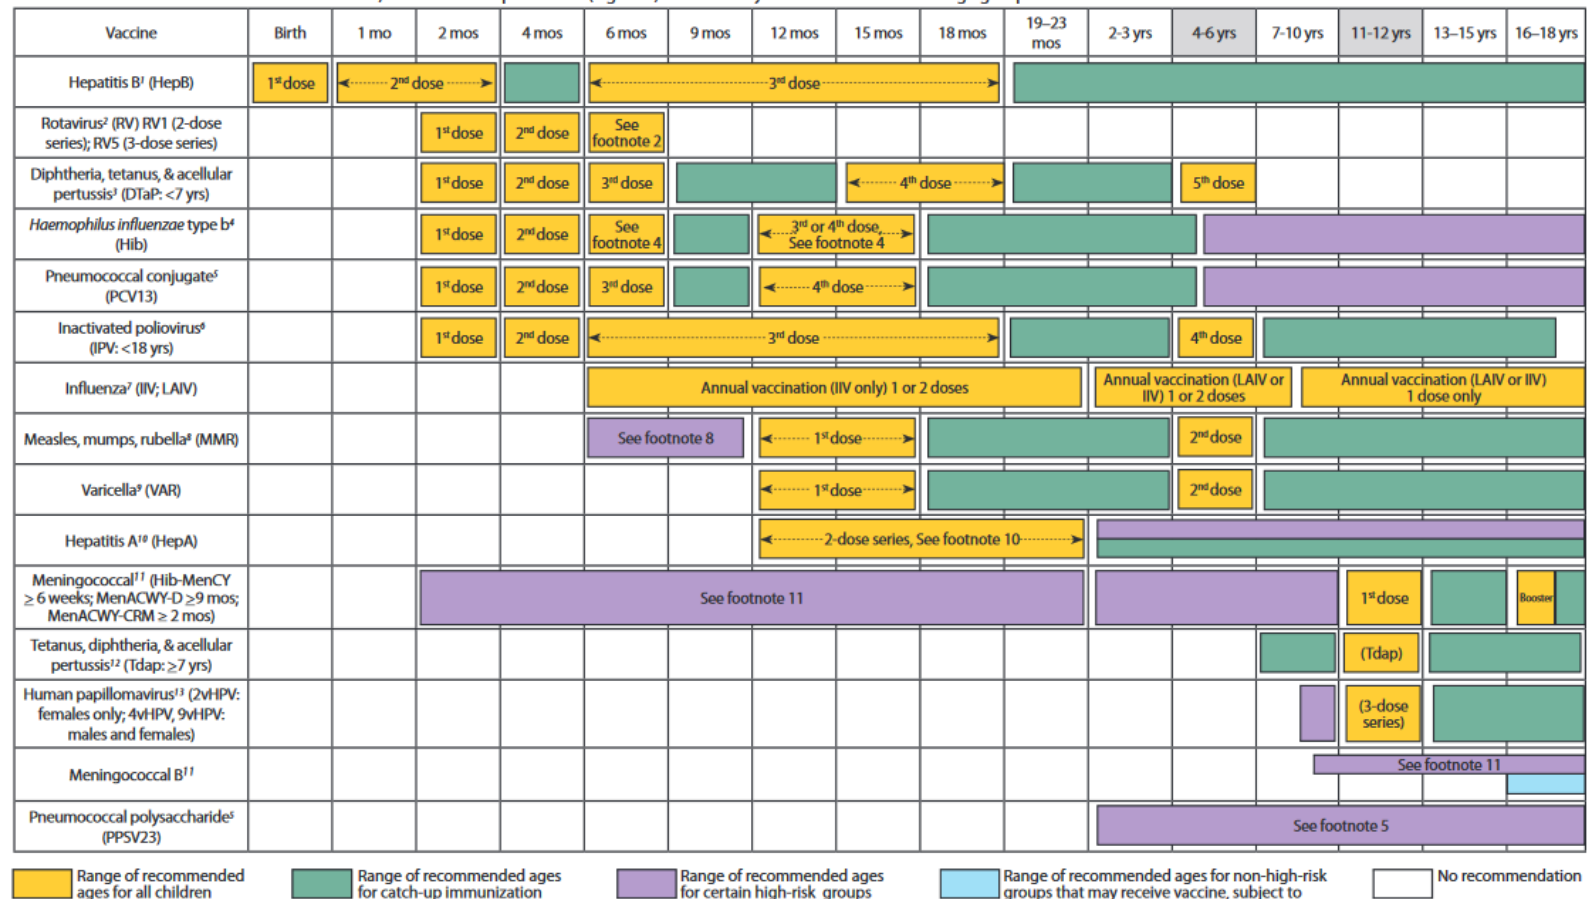 Vaccine Birth 1 mo 2 mos 4 mos 6 mos 9 mos 12 mos 15 mos 18 mos 19–23 mos 2-3 yrs 4-6 yrs 7-10 yrs 11-12 yrs 13–15 yrs 16–18 yrs
Hepatitis B¹ (HepB)
1st dose
2nd dose
3rd dose
Rotavirus² (RV) RV1 (2-dose
series); RV5 (3-dose series)
1st dose
2nd dose
See
footnote 2
Diphtheria, tetanus, & acellular
pertussis³ (DTaP: <7 yrs)
1st dose
2nd dose
3rd dose
4th dose
5th dose
Haemophilus influenzae type b⁴
(Hib)
1st dose
2nd dose
See
footnote 4
3rd or 4th dose,
See footnote 4
Pneumococcal conjugate⁵
(PCV13)
1st dose
2nd dose
3rd dose
4th dose
Inactivated poliovirus⁶
(IPV: <18 yrs)
1st dose
2nd dose
3rd dose
4th dose
Influenza⁷ (IIV; LAIV)
Annual vaccination (IIV only) 1 or 2 doses
Annual vaccination (LAIV or
IIV) 1 or 2 doses
Annual vaccination (LAIV or IIV)
1 dose only
Measles, mumps, rubella⁸ (MMR)
See footnote 8
1st dose
2nd dose
Varicella⁹ (VAR)
1st dose
2nd dose
Hepatitis A¹⁰ (HepA)
2-dose series, See footnote 10
Meningococcal¹¹ (Hib-MenCY
≥ 6 weeks; MenACWY-D ≥9 mos;
MenACWY-CRM ≥ 2 mos)
See footnote 11
1st dose
Booster
Tetanus, diphtheria, & acellular
pertussis¹² (Tdap: ≥7 yrs)
(Tdap)
Human papillomavirus¹³ (2vHPV:
females only; 4vHPV, 9vHPV:
males and females)
(3-dose
series)
Meningococcal B¹¹
See footnote 11
Pneumococcal polysaccharide⁵
(PPSV23)
See footnote 5
Range of recommended
ages for all children
Range of recommended ages
for catch-up immunization
Range of recommended ages
for certain high-risk groups
Range of recommended ages for non-high-risk
groups that may receive vaccine, subject to
No recommendation